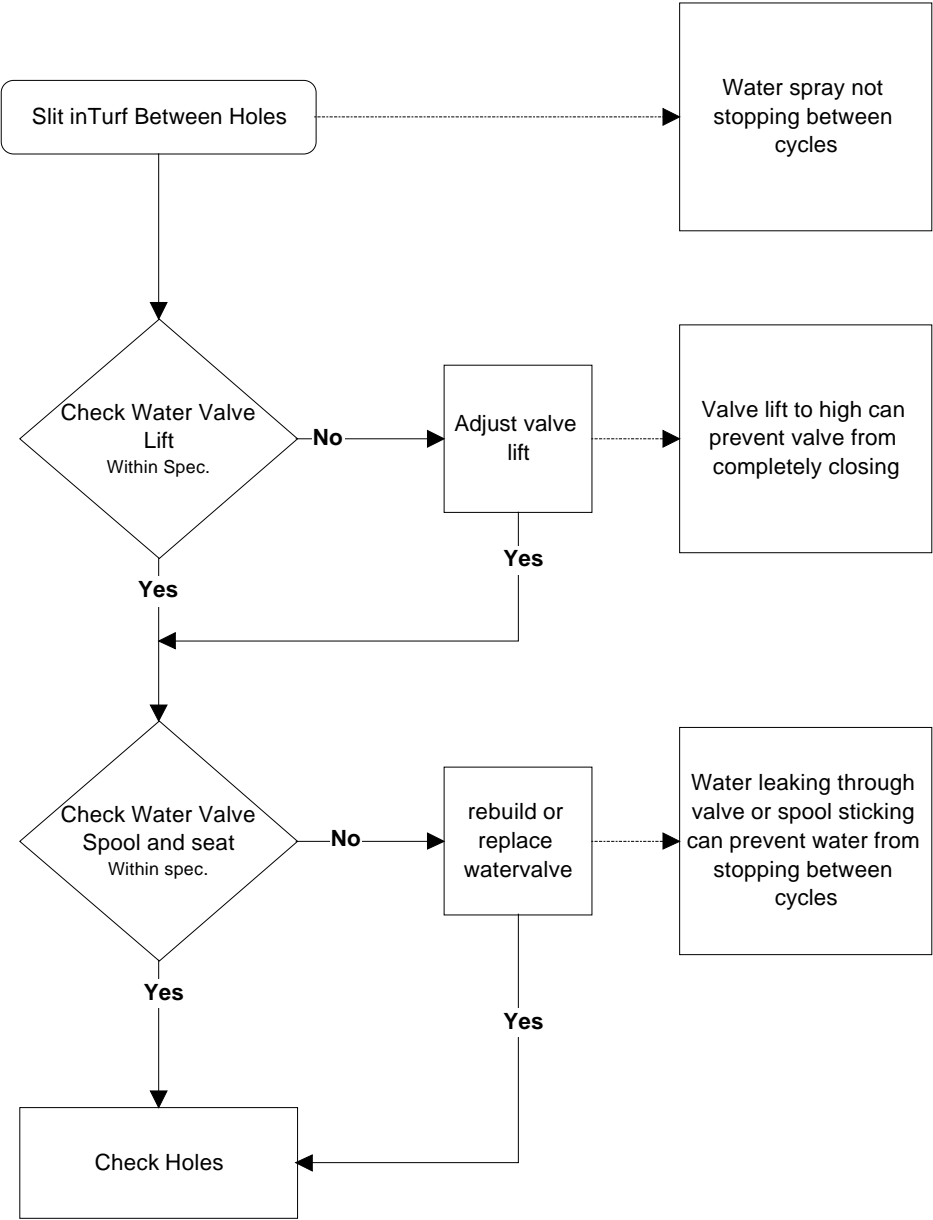 Water spray not
stopping between
cycles
Slit inTurf Between Holes
Check Water Valve
Lift
Within Spec.
No
Adjust valve
lift
Valve lift to high can
prevent valve from
completely closing
Yes
Yes
Check Water Valve
Spool and seat
Within spec.
No
rebuild or
replace
watervalve
Water leaking through
valve or spool sticking
can prevent water from
stopping between
cycles
Yes
Yes
Check Holes